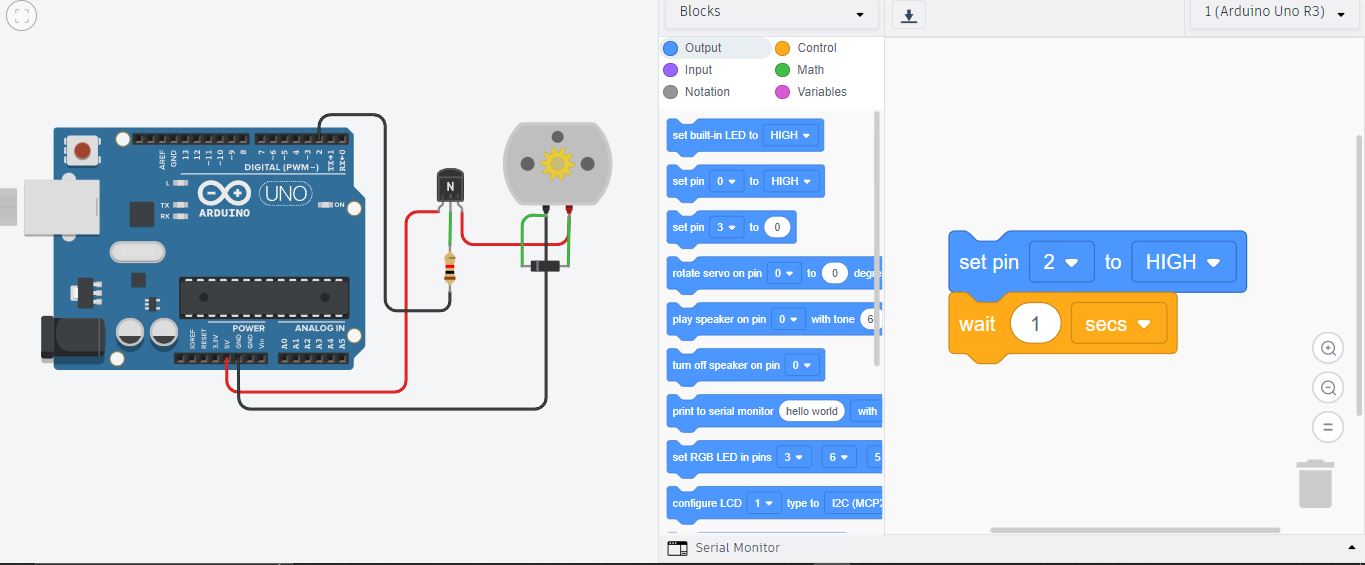 Blocks
1 (Arduino Uno R3)
Output
Control
Input
Math
Notation
Variables
set built-in LED to HIGH
set pin 0 to HIGH
set pin 3 to 0
rotate servo on pin 0 to 0 degre
play speaker on pin 0 with tone 6
turn off speaker on pin 0
print to serial monitor hello world with
set RGB LED in pins 3 6 5
configure LCD 1 type to I2C (MCP2
set pin 2 to HIGH
wait 1 secs
Serial Monitor
AREF GND 13 12 ~11 ~10 ~9 8 7 ~6 ~5 4 ~3 2 TX→1 RX←0
DIGITAL (PWM~)
L
TX
RX
ARDUINO
UNO
ON
N
POWER
ANALOG IN
IOREF RESET 3.3V 5V GND GND Vin A0 A1 A2 A3 A4 A5